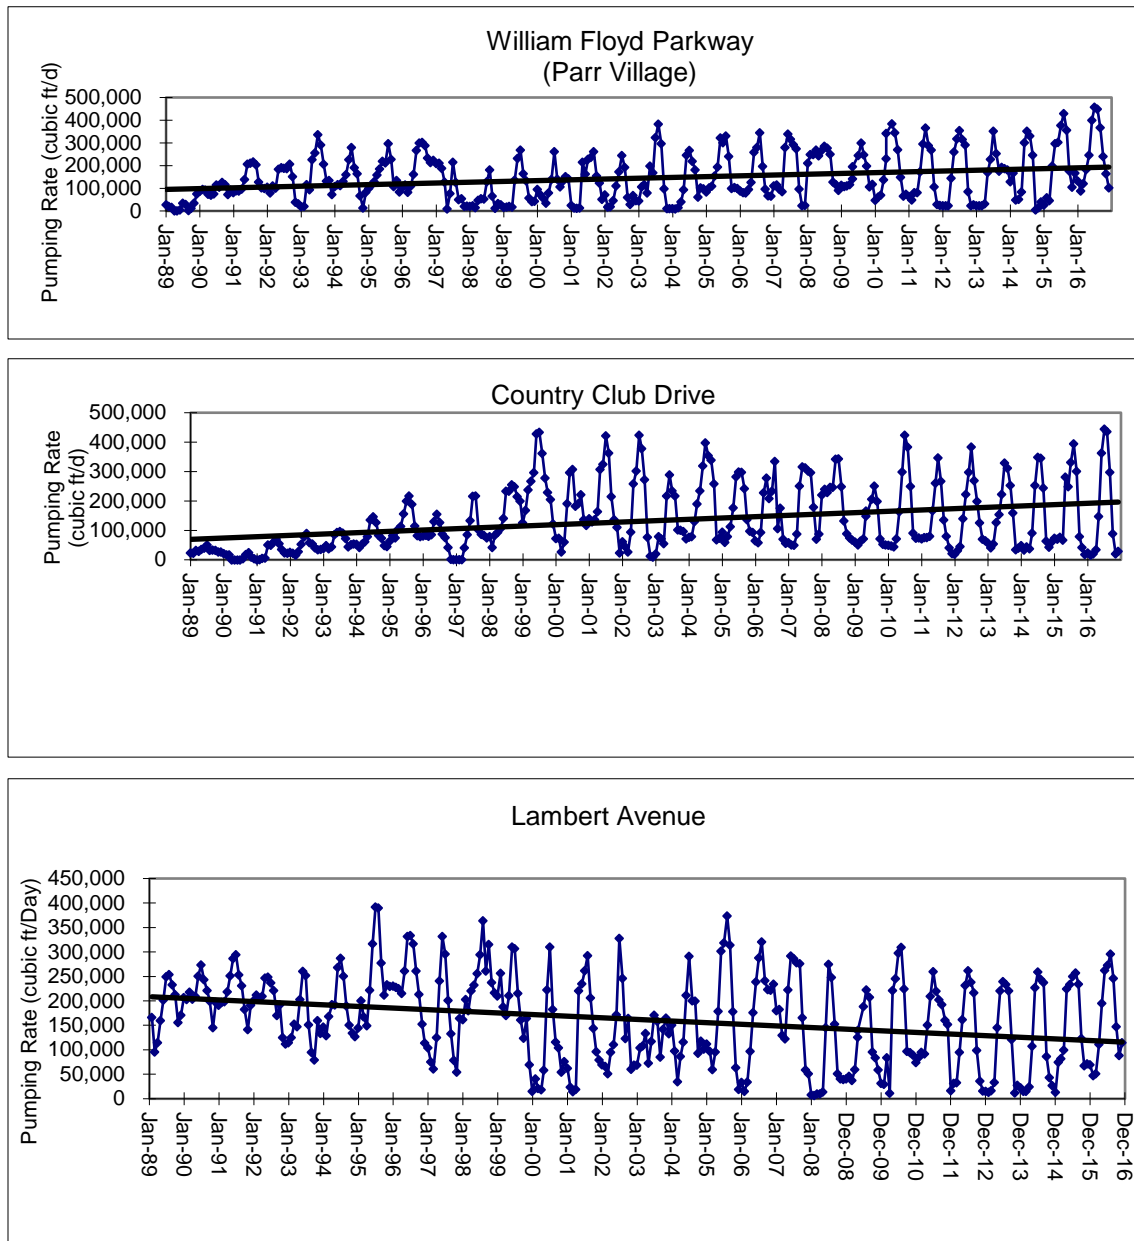 William Floyd Parkway
(Parr Village)
Pumping Rate (cubic ft/d)
500,000
400,000
300,000
200,000
100,000
0
Jan-89
Jan-90
Jan-91
Jan-92
Jan-93
Jan-94
Jan-95
Jan-96
Jan-97
Jan-98
Jan-99
Jan-00
Jan-01
Jan-02
Jan-03
Jan-04
Jan-05
Jan-06
Jan-07
Jan-08
Jan-09
Jan-10
Jan-11
Jan-12
Jan-13
Jan-14
Jan-15
Jan-16
Country Club Drive
Pumping Rate
(cubic ft/d)
500,000
400,000
300,000
200,000
100,000
0
Jan-89
Jan-90
Jan-91
Jan-92
Jan-93
Jan-94
Jan-95
Jan-96
Jan-97
Jan-98
Jan-99
Jan-00
Jan-01
Jan-02
Jan-03
Jan-04
Jan-05
Jan-06
Jan-07
Jan-08
Jan-09
Jan-10
Jan-11
Jan-12
Jan-13
Jan-14
Jan-15
Jan-16
Lambert Avenue
Pumping Rate (cubic ft/Day)
450,000
400,000
350,000
300,000
250,000
200,000
150,000
100,000
50,000
0
Jan-89
Jan-90
Jan-91
Jan-92
Jan-93
Jan-94
Jan-95
Jan-96
Jan-97
Jan-98
Jan-99
Jan-00
Jan-01
Jan-02
Jan-03
Jan-04
Jan-05
Jan-06
Jan-07
Jan-08
Dec-08
Dec-09
Dec-10
Dec-11
Dec-12
Dec-13
Dec-14
Dec-15
Dec-16